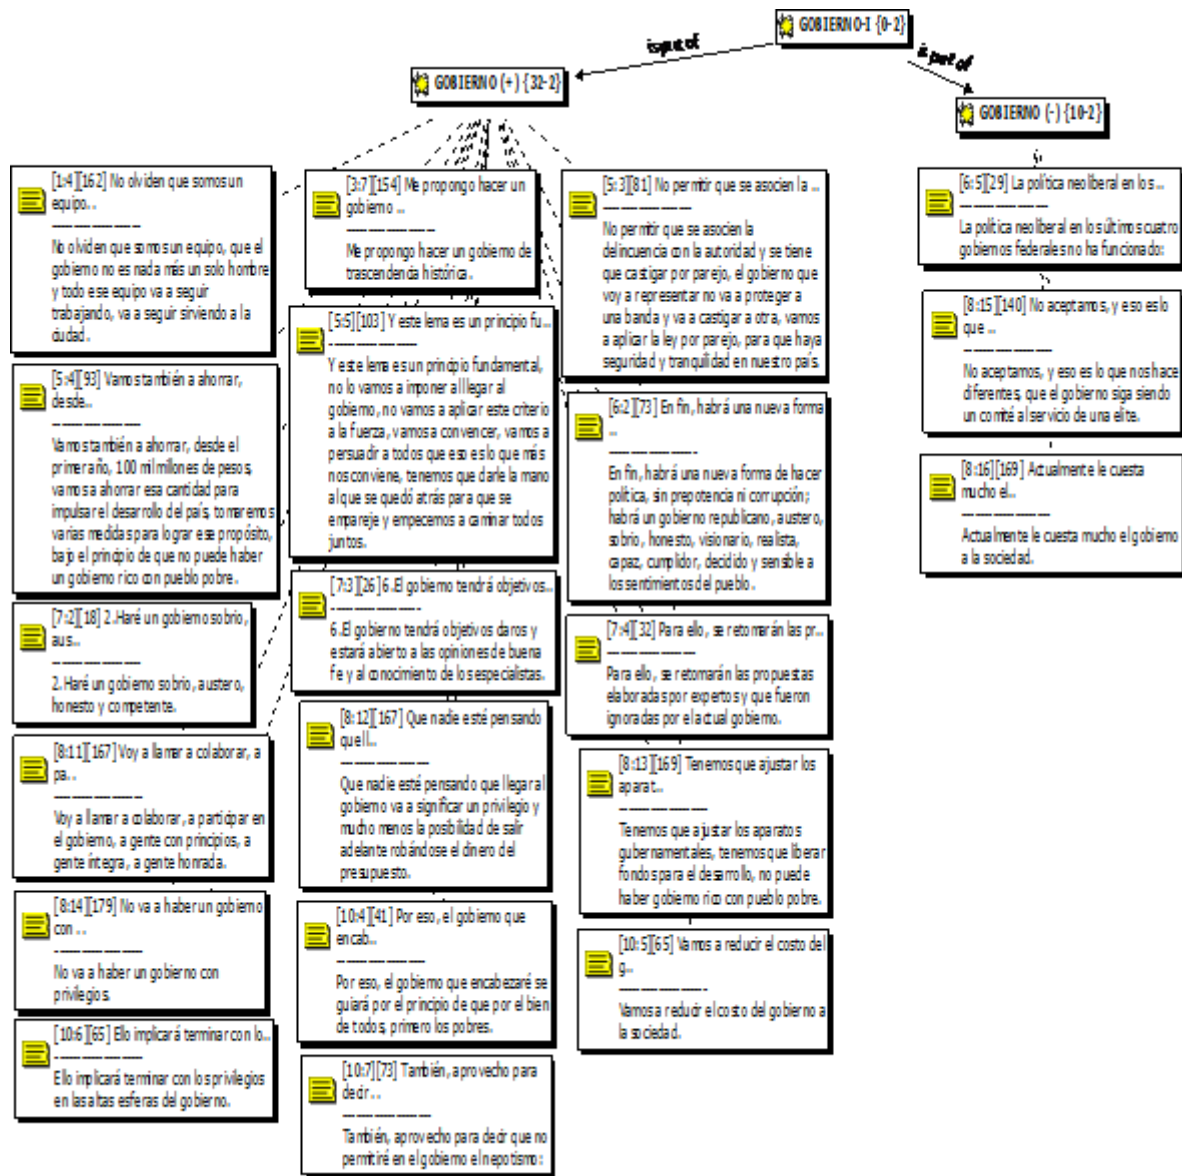 GOBIERNO-I {0-2}
is part of
is part of
GOBIERNO (+) {32-2}
GOBIERNO (-) {10-2}
[1:4][162] No olviden que somos un
equipo...
--------------------
No olviden que somos un equipo, que el
gobierno no es nada más un solo hombre
y todo ese equipo va a seguir
trabajando, va a seguir sirviendo a la
ciudad.
[5:4][93] Vamos también a ahorrar,
desde...
--------------------
Vamos también a ahorrar, desde el
primer año, 100 mil millones de pesos,
vamos a ahorrar esa cantidad para
impulsar el desarrollo del país, tomaremos
varias medidas para lograr ese propósito,
bajo el principio de que no puede haber
un gobierno rico con pueblo pobre.
[7:2][18] 2.Haré un gobierno sobrio,
aus...
--------------------
2.Haré un gobierno sobrio, austero,
honesto y competente.
[8:11][167] Voy a llamar a colaborar, a
pa...
--------------------
Voy a llamar a colaborar, a participar en
el gobierno, a gente con principios, a
gente íntegra, a gente honrada.
[8:14][179] No va a haber un gobierno
con ...
--------------------
No va a haber un gobierno con
privilegios.
[10:6][65] Ello implicará terminar con lo...
--------------------
Ello implicará terminar con los privilegios
en las altas esferas del gobierno.
[3:7][154] Me propongo hacer un
gobierno ...
--------------------
Me propongo hacer un gobierno de
trascendencia histórica.
[5:5][103] Y este lema es un principio fu...
--------------------
Y este lema es un principio fundamental,
no lo vamos a imponer al llegar al
gobierno, no vamos a aplicar este criterio
a la fuerza, vamos a convencer, vamos a
persuadir a todos que eso es lo que más
nos conviene, tenemos que darle la mano
al que se quedó atrás para que se
empareje y empecemos a caminar todos
juntos.
[7:3][26] 6.El gobierno tendrá objetivos...
--------------------
6.El gobierno tendrá objetivos claros y
estará abierto a las opiniones de buena
fe y al conocimiento de los especialistas.
[8:12][167] Que nadie esté pensando
que ll...
--------------------
Que nadie esté pensando que llegar al
gobierno va a significar un privilegio y
mucho menos la posibilidad de salir
adelante robándose el dinero del
presupuesto.
[10:4][41] Por eso, el gobierno que
encab...
--------------------
Por eso, el gobierno que encabezaré se
guiará por el principio de que por el bien
de todos, primero los pobres.
[10:7][73] También, aprovecho para
decir ...
--------------------
También, aprovecho para decir que no
permitiré en el gobierno el nepotismo:
[5:3][81] No permitir que se asocien la ...
--------------------
No permitir que se asocien la
delincuencia con la autoridad y se tiene
que castigar por parejo, el gobierno que
voy a representar no va a proteger a
una banda y va a castigar a otra, vamos
a aplicar la ley por parejo, para que haya
seguridad y tranquilidad en nuestro país.
[6:2][73] En fin, habrá una nueva forma
...
--------------------
En fin, habrá una nueva forma de hacer
política, sin prepotencia ni corrupción;
habrá un gobierno republicano, austero,
sobrio, honesto, visionario, realista,
capaz, cumplidor, decidido y sensible a
los sentimientos del pueblo.
[7:4][32] Para ello, se retomarán las pr...
--------------------
Para ello, se retomarán las propuestas
elaboradas por expertos y que fueron
ignoradas por el actual gobierno.
[8:13][169] Tenemos que ajustar los
aparat...
--------------------
Tenemos que ajustar los aparatos
gubernamentales, tenemos que liberar
fondos para el desarrollo, no puede
haber gobierno rico con pueblo pobre.
[10:5][65] Vamos a reducir el costo del
g...
--------------------
Vamos a reducir el costo del gobierno a
la sociedad.
[6:5][29] La política neoliberal en los ...
--------------------
La política neoliberal en los últimos cuatro
gobiernos federales no ha funcionado:
[8:15][140] No aceptamos, y eso es lo
que ...
--------------------
No aceptamos, y eso es lo que nos hace
diferentes, que el gobierno siga siendo
un comité al servicio de una elite.
[8:16][169] Actualmente le cuesta
mucho el...
--------------------
Actualmente le cuesta mucho el gobierno
a la sociedad.